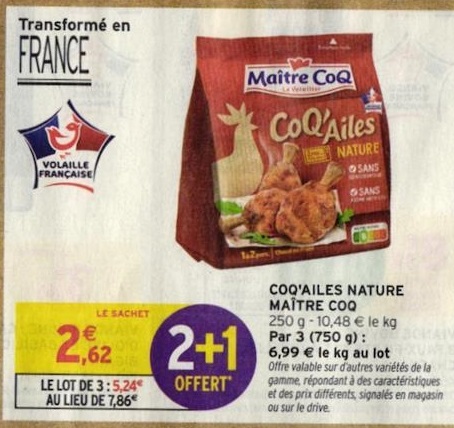 Transformé en
FRANCE
VOLAILLE
FRANÇAISE
Maître CoQ
Le Volailler
CoQ'Ailes
NATURE
SANS
SANS
COQ'AILES NATURE
MAÎTRE COQ
250 g - 10,48 € le kg
Par 3 (750 g) :
6,99 € le kg au lot
Offre valable sur d'autres variétés de la
gamme, répondant à des caractéristiques
et des prix différents, signalés en magasin
ou sur le drive.
LE SACHET
2,62 €
LE LOT DE 3 : 5,24€
AU LIEU DE 7,86€
2+1
OFFERT*